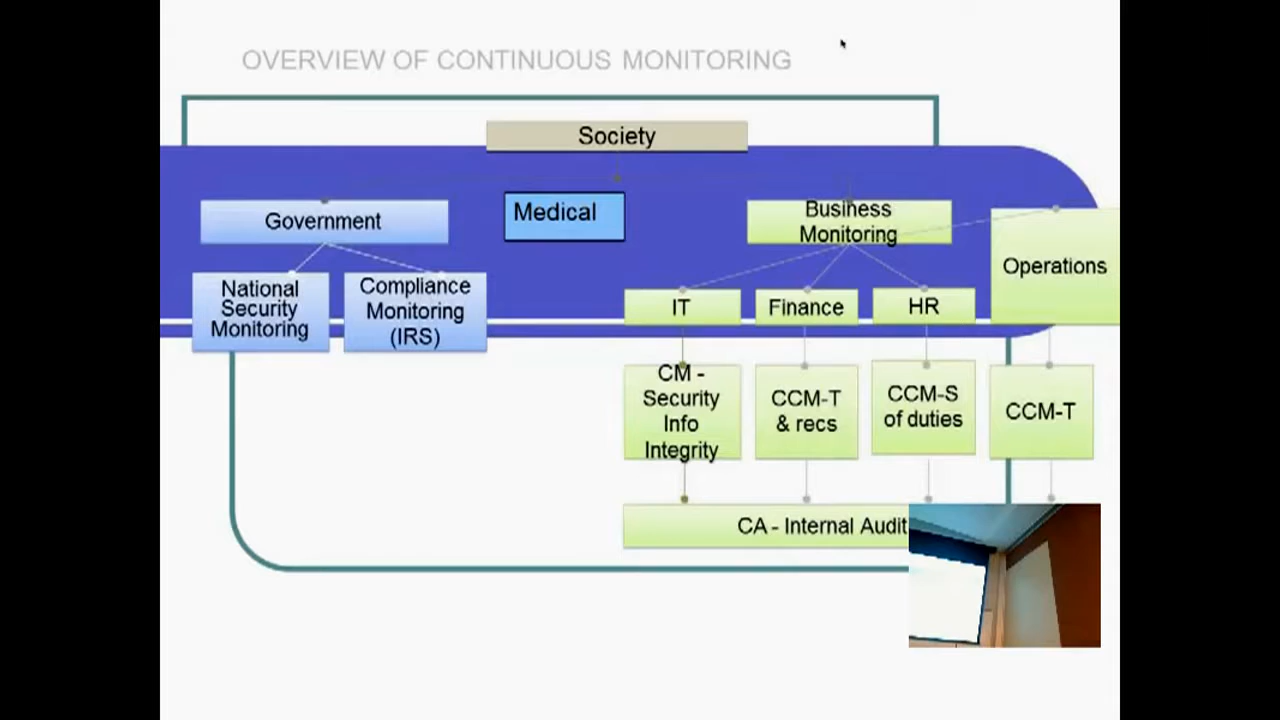 OVERVIEW OF CONTINUOUS MONITORING
Society
Government
Medical
Business
Monitoring
Operations
National
Security
Monitoring
Compliance
Monitoring
(IRS)
IT
Finance
HR
CM -
Security
Info
Integrity
CCM-T
& recs
CCM-S
of duties
CCM-T
CA - Internal Audit